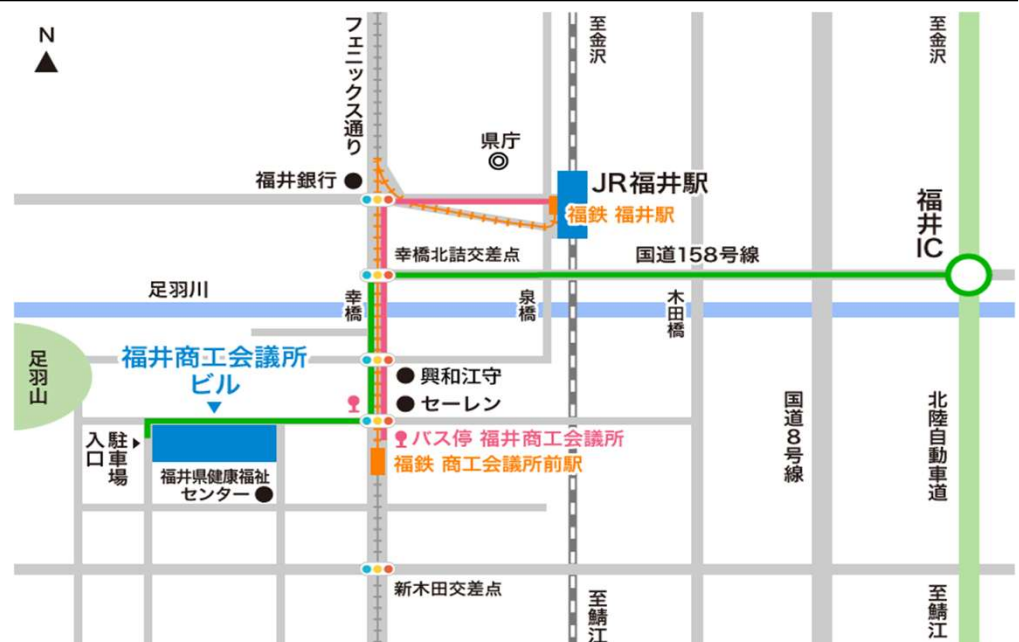 N
フェニックス通り
至金沢
至金沢
県庁
福井銀行
JR福井駅
福鉄 福井駅
福井IC
幸橋北詰交差点
国道158号線
足羽川
幸橋
泉橋
木田橋
足羽山
福井商工会議所
ビル
興和江守
セーレン
国道8号線
北陸自動車道
駐車場
入口
バス停 福井商工会議所
福鉄 商工会議所前駅
福井県健康福祉
センター
新木田交差点
至鯖江
至鯖江